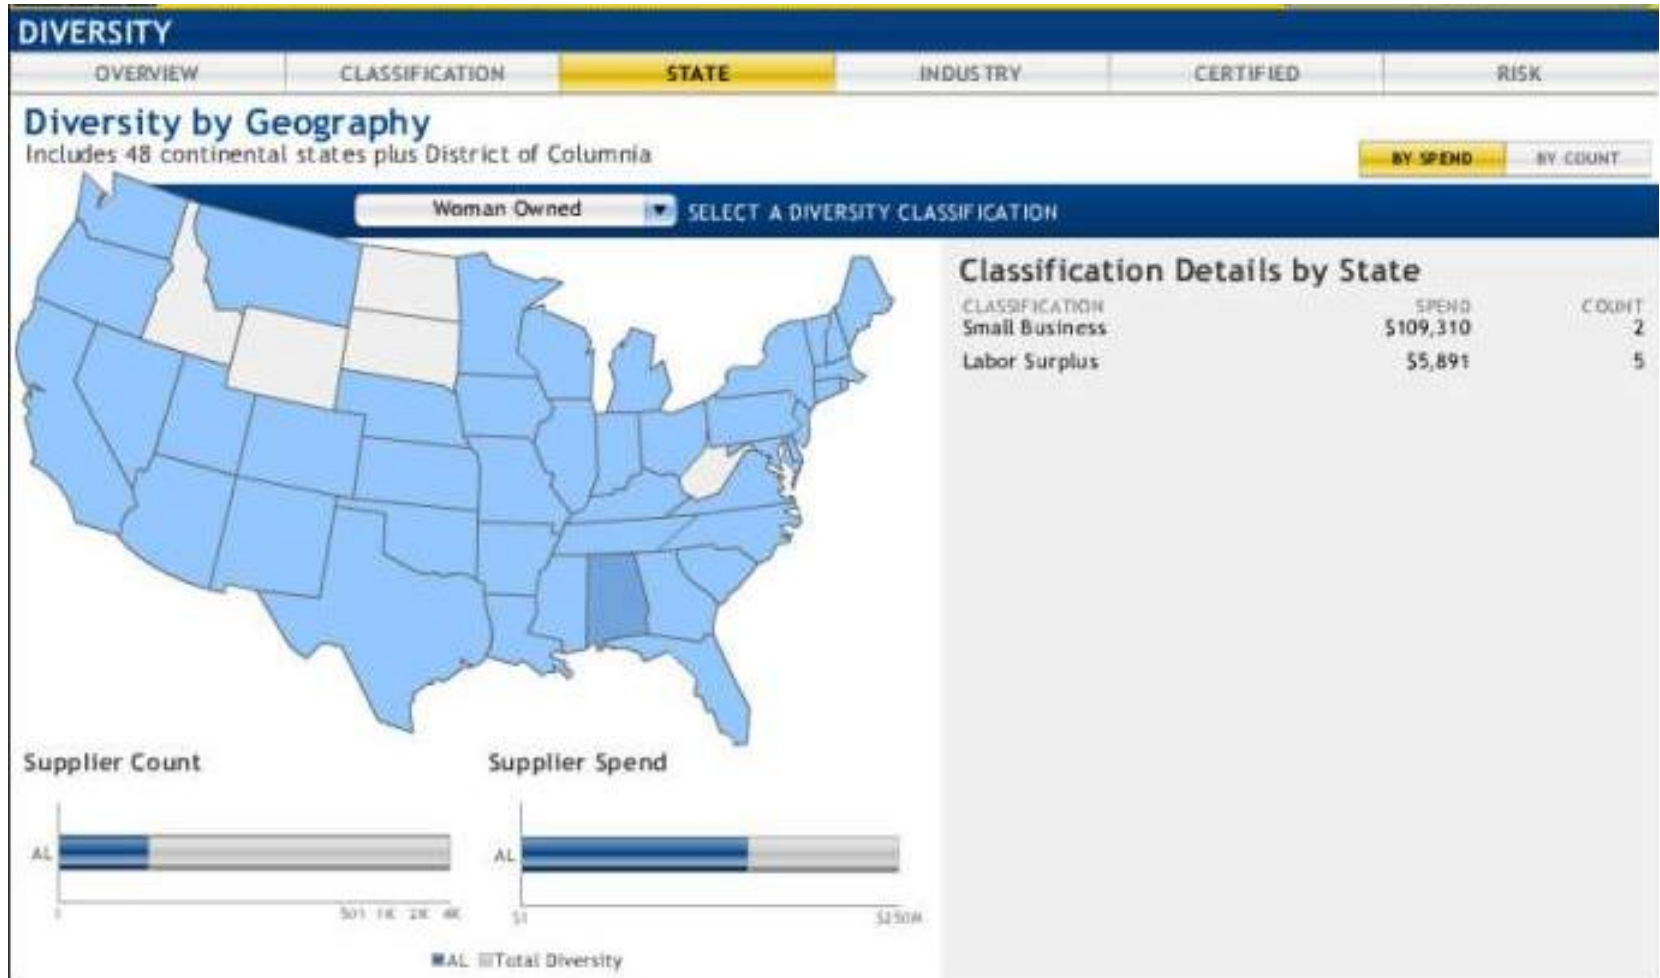 DIVERSITY
OVERVIEW CLASSIFICATION STATE INDUSTRY CERTIFIED RISK
Diversity by Geography
Includes 48 continental states plus District of Columnia
BY SPEND BY COUNT
Woman Owned SELECT A DIVERSITY CLASSIFICATION
Classification Details by State
CLASSIFICATION SPEND COUNT
Small Business $109,310 2
Labor Surplus $5,891 5
Supplier Count Supplier Spend
AL AL
501 1K 2K 4K $1 $250M
AL Total Diversity